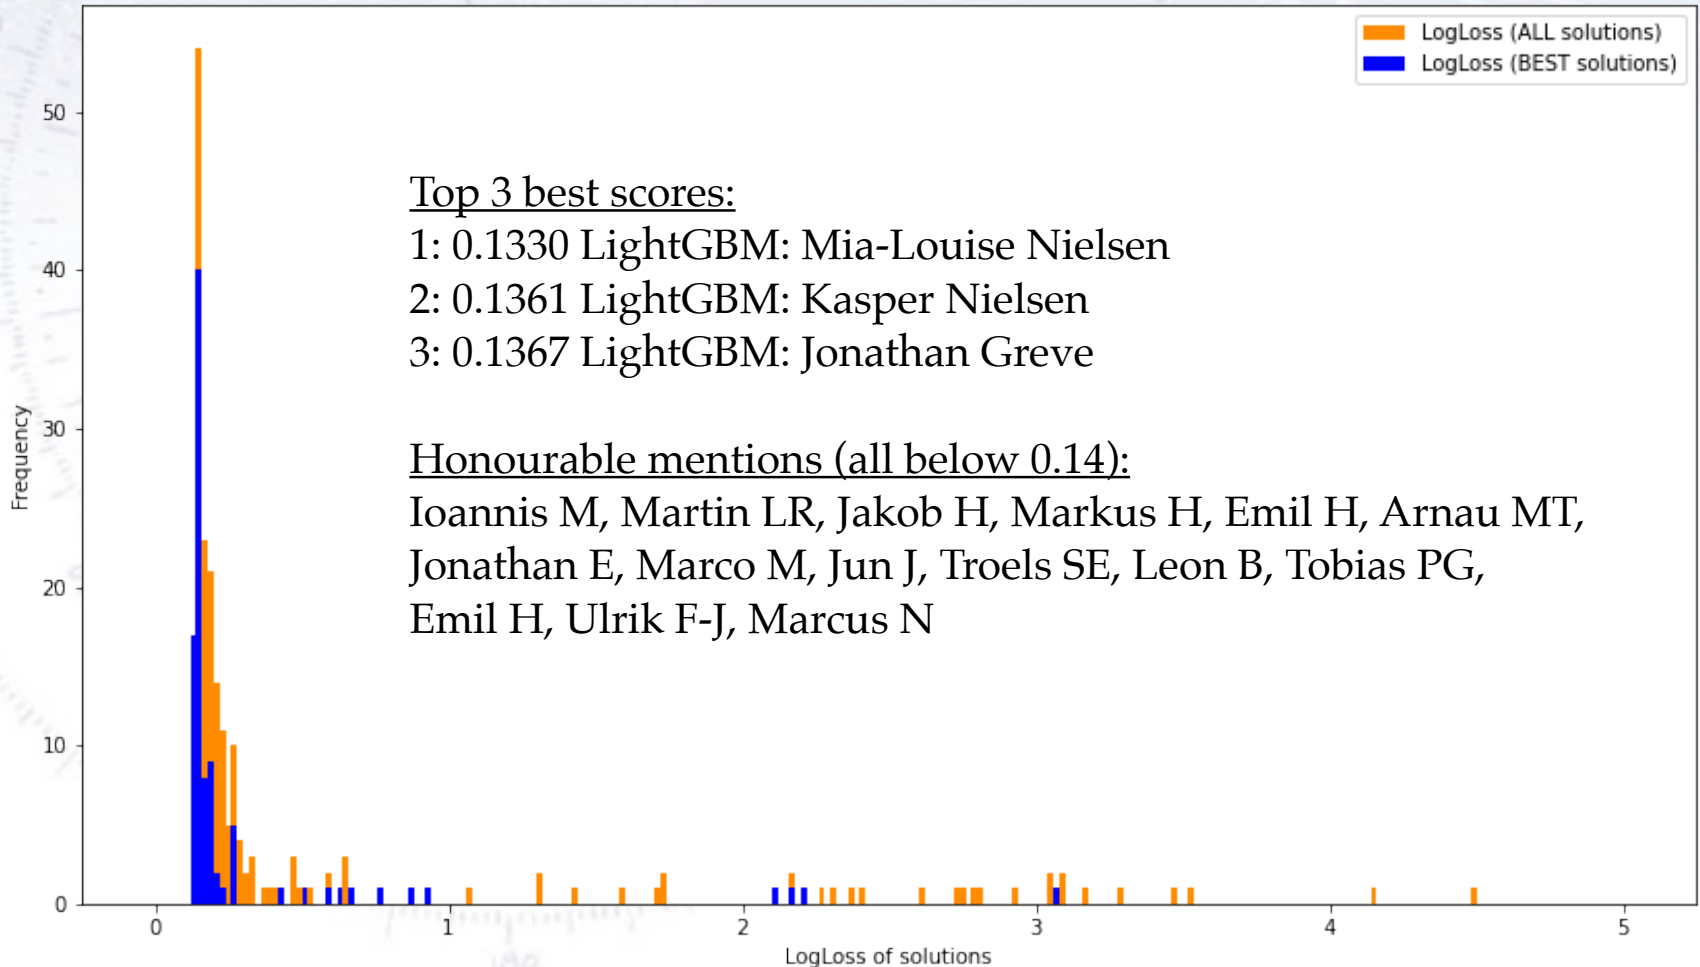 LogLoss (ALL solutions)
LogLoss (BEST solutions)
50
40
30
20
10
0
Frequency
Top 3 best scores:
1: 0.1330 LightGBM: Mia-Louise Nielsen
2: 0.1361 LightGBM: Kasper Nielsen
3: 0.1367 LightGBM: Jonathan Greve
Honourable mentions (all below 0.14):
Ioannis M, Martin LR, Jakob H, Markus H, Emil H, Arnau MT,
Jonathan E, Marco M, Jun J, Troels SE, Leon B, Tobias PG,
Emil H, Ulrik F-J, Marcus N
0 1 2 3 4 5
LogLoss of solutions